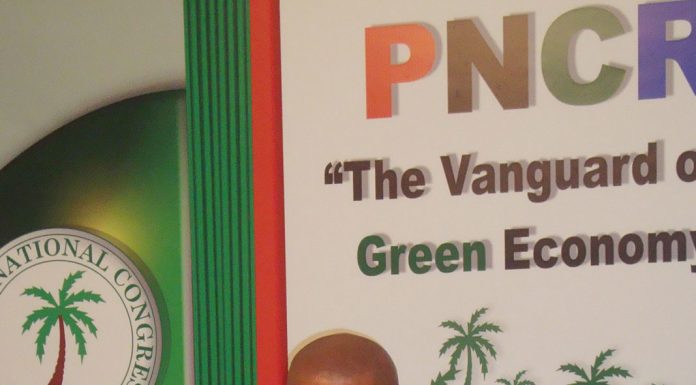 PNCR
“The Vanguard o
Green Economy
NATIONAL CONGRES